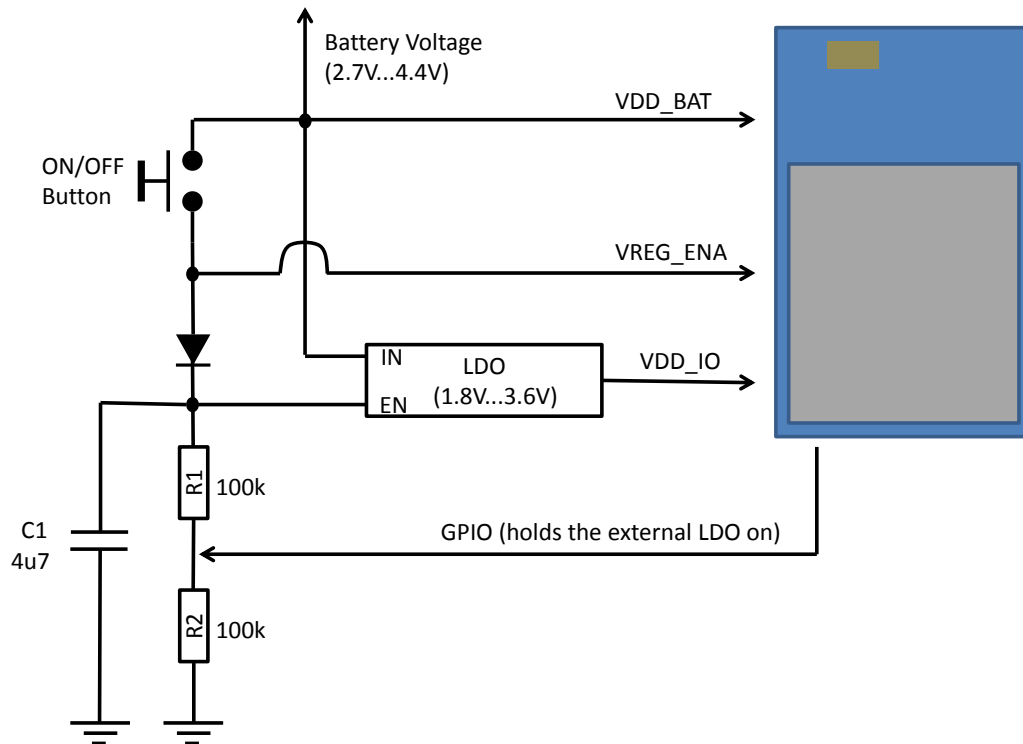 Battery Voltage
(2.7V...4.4V)
VDD_BAT
ON/OFF
Button
VREG_ENA
IN
LDO
VDD_IO
(1.8V...3.6V)
EN
R1
100k
C1
4u7
GPIO (holds the external LDO on)
R2
100k